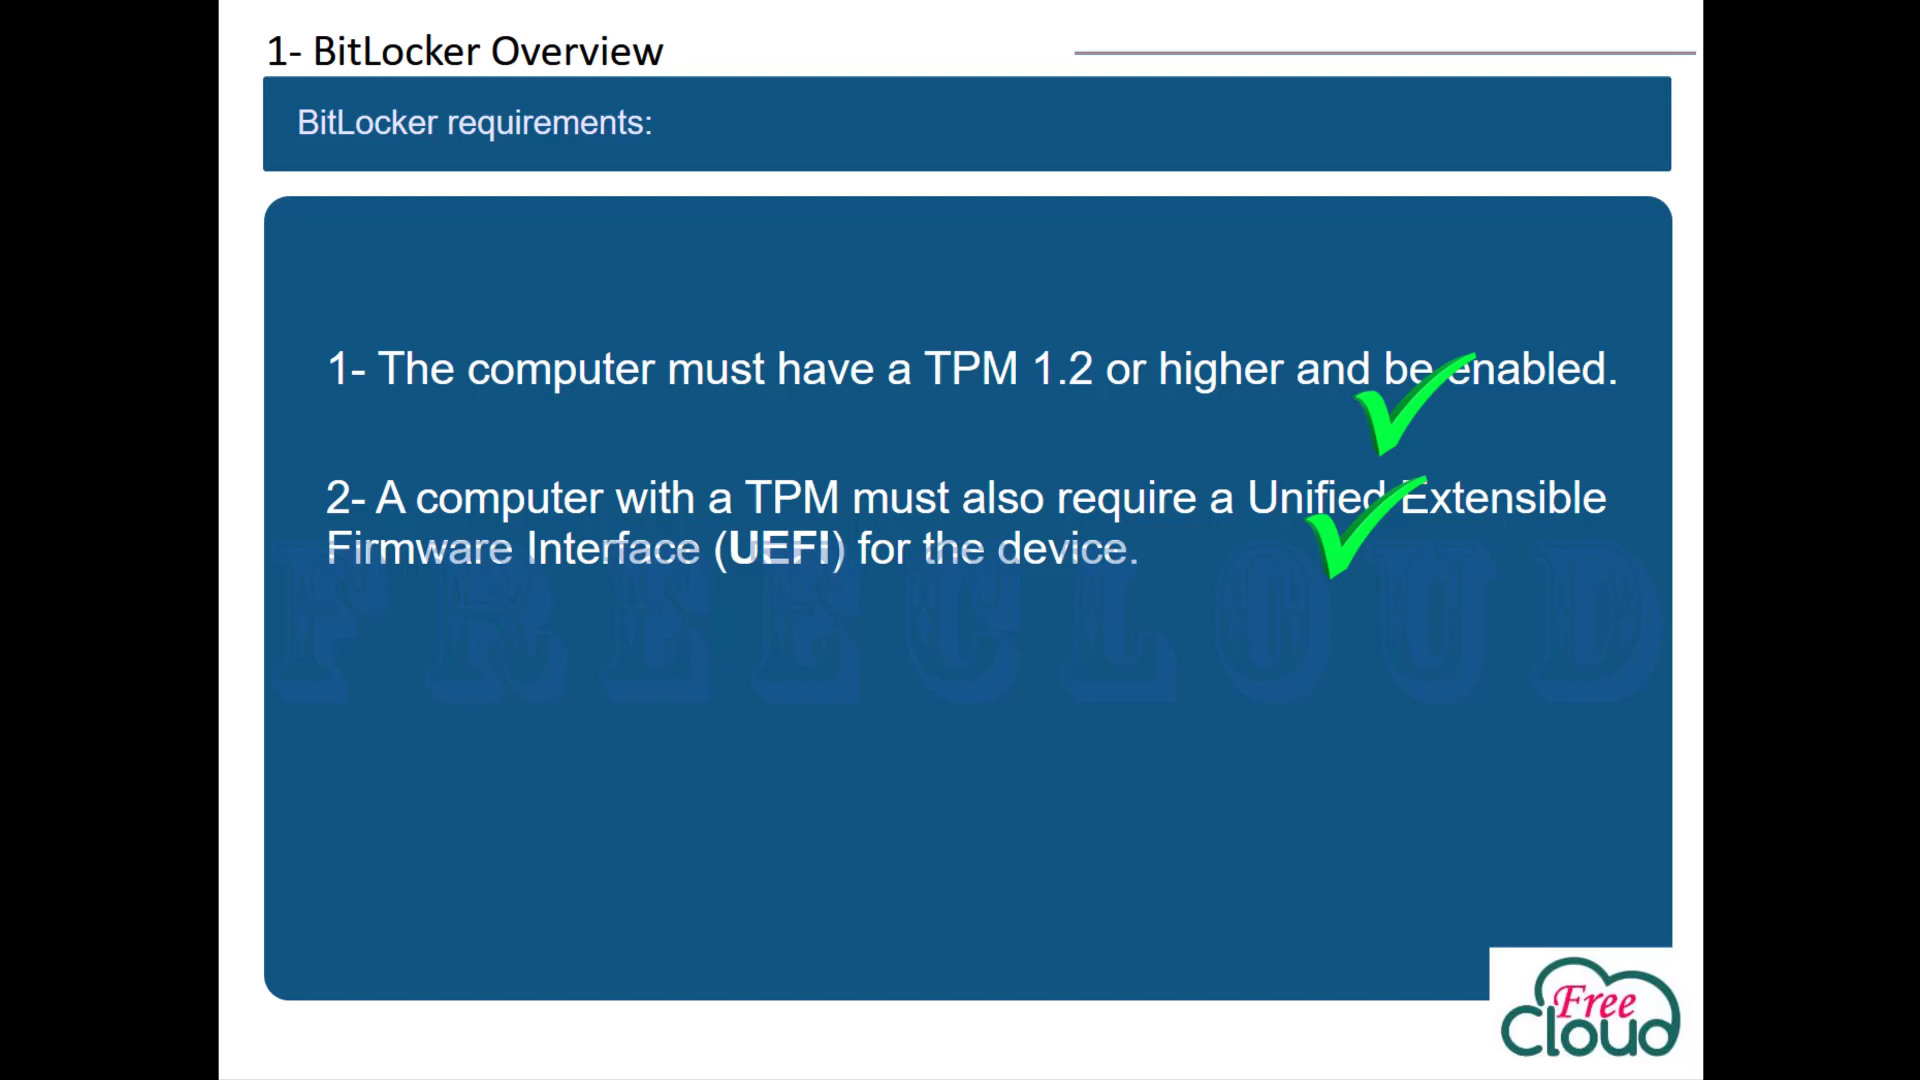 1- BitLocker Overview
BitLocker requirements:
1- The computer must have a TPM 1.2 or higher and be enabled.
2- A computer with a TPM must also require a Unified Extensible
Firmware Interface (UEFI) for the device.
FREECLOUD
Free
Cloud